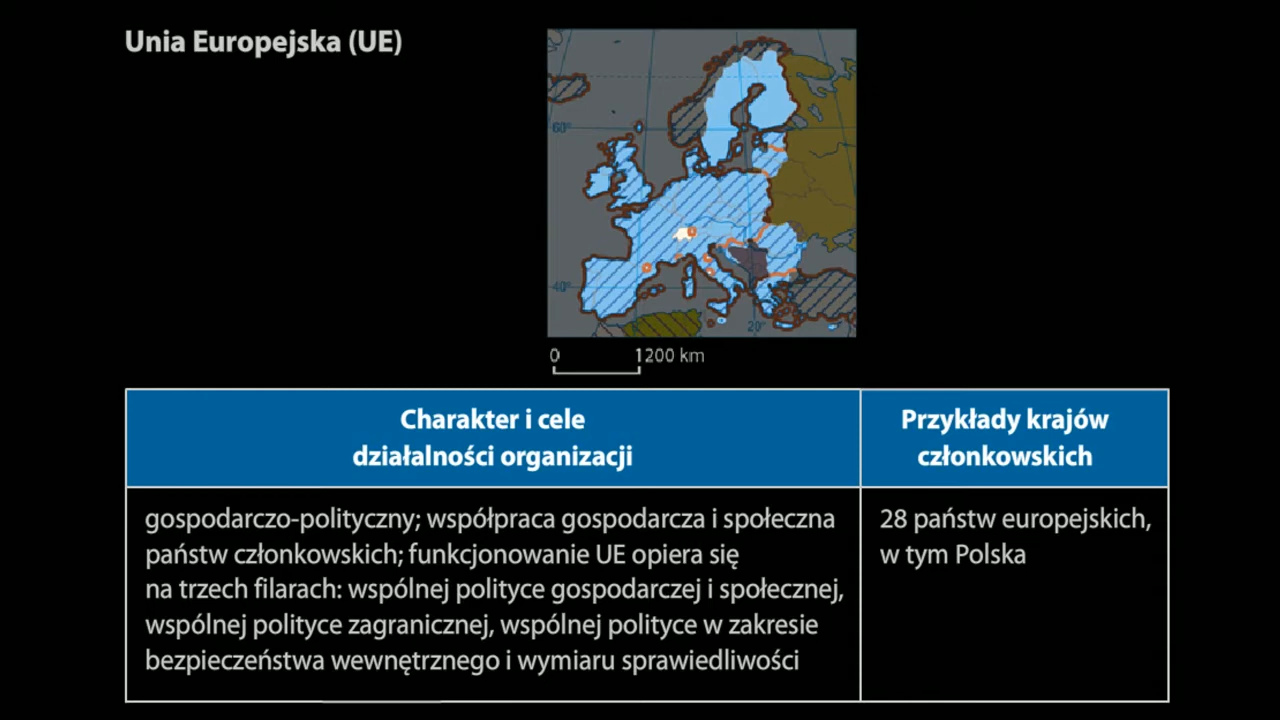 Unia Europejska (UE)
60°
40°
20°
0 1200 km
Charakter i cele
działalności organizacji
Przykłady krajów
członkowskich
gospodarczo-polityczny; współpraca gospodarcza i społeczna
państw członkowskich; funkcjonowanie UE opiera się
na trzech filarach: wspólnej polityce gospodarczej i społecznej,
wspólnej polityce zagranicznej, wspólnej polityce w zakresie
bezpieczeństwa wewnętrznego i wymiaru sprawiedliwości
28 państw europejskich,
w tym Polska